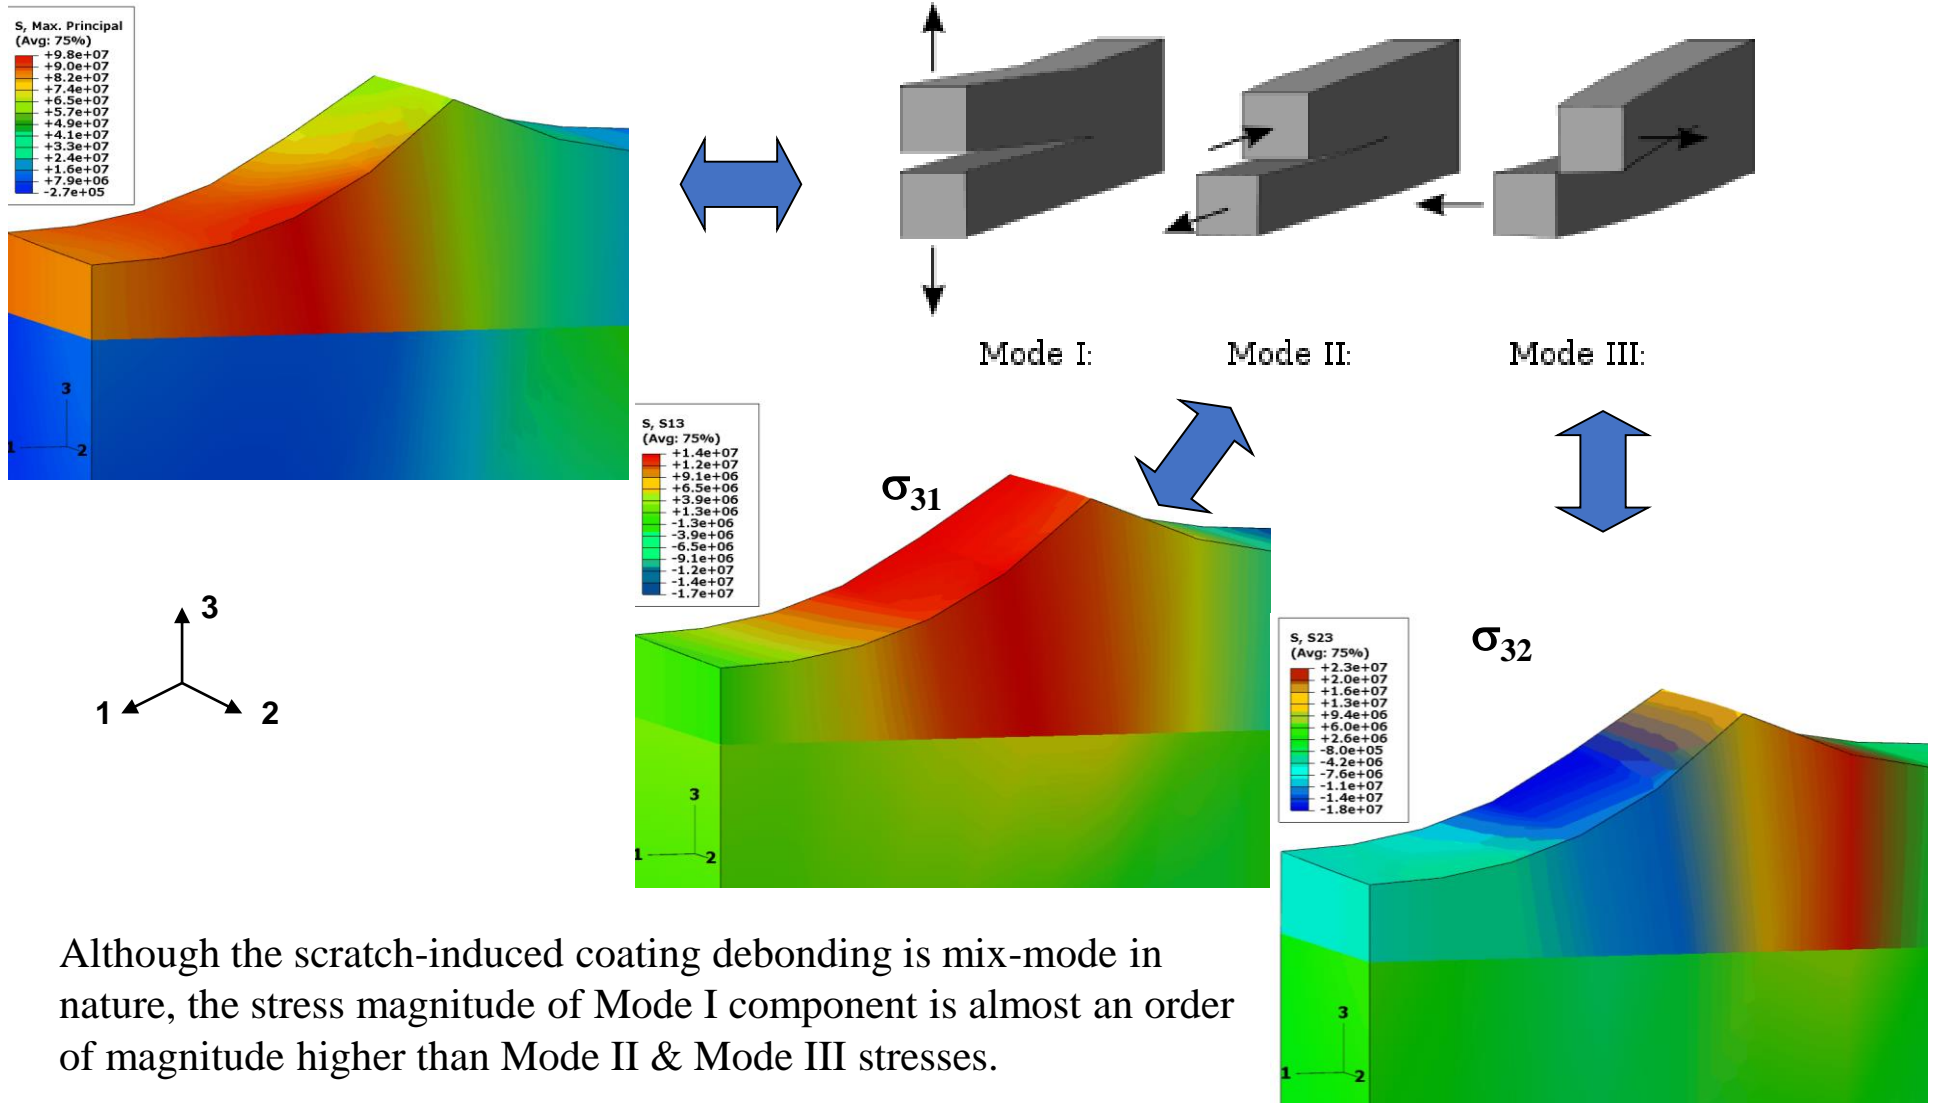 S, Max. Principal
(Avg: 75%)
+9.8e+07
+9.0e+07
+8.2e+07
+7.4e+07
+6.5e+07
+5.7e+07
+4.9e+07
+4.1e+07
+3.3e+07
+2.4e+07
+1.6e+07
+7.9e+06
-2.7e+05
3
1
2
Mode I:
Mode II:
Mode III:
S, S13
(Avg: 75%)
+1.4e+07
+1.2e+07
+9.1e+06
+6.5e+06
+3.9e+06
+1.3e+06
-1.3e+06
-3.9e+06
-6.5e+06
-9.1e+06
-1.2e+07
-1.4e+07
-1.7e+07
σ31
3
1
2
3
1
2
S, S23
(Avg: 75%)
+2.3e+07
+2.0e+07
+1.6e+07
+1.3e+07
+9.4e+06
+6.0e+06
+2.6e+06
-8.0e+05
-4.2e+06
-7.6e+06
-1.1e+07
-1.4e+07
-1.8e+07
σ32
3
1
2
Although the scratch-induced coating debonding is mix-mode in
nature, the stress magnitude of Mode I component is almost an order
of magnitude higher than Mode II & Mode III stresses.